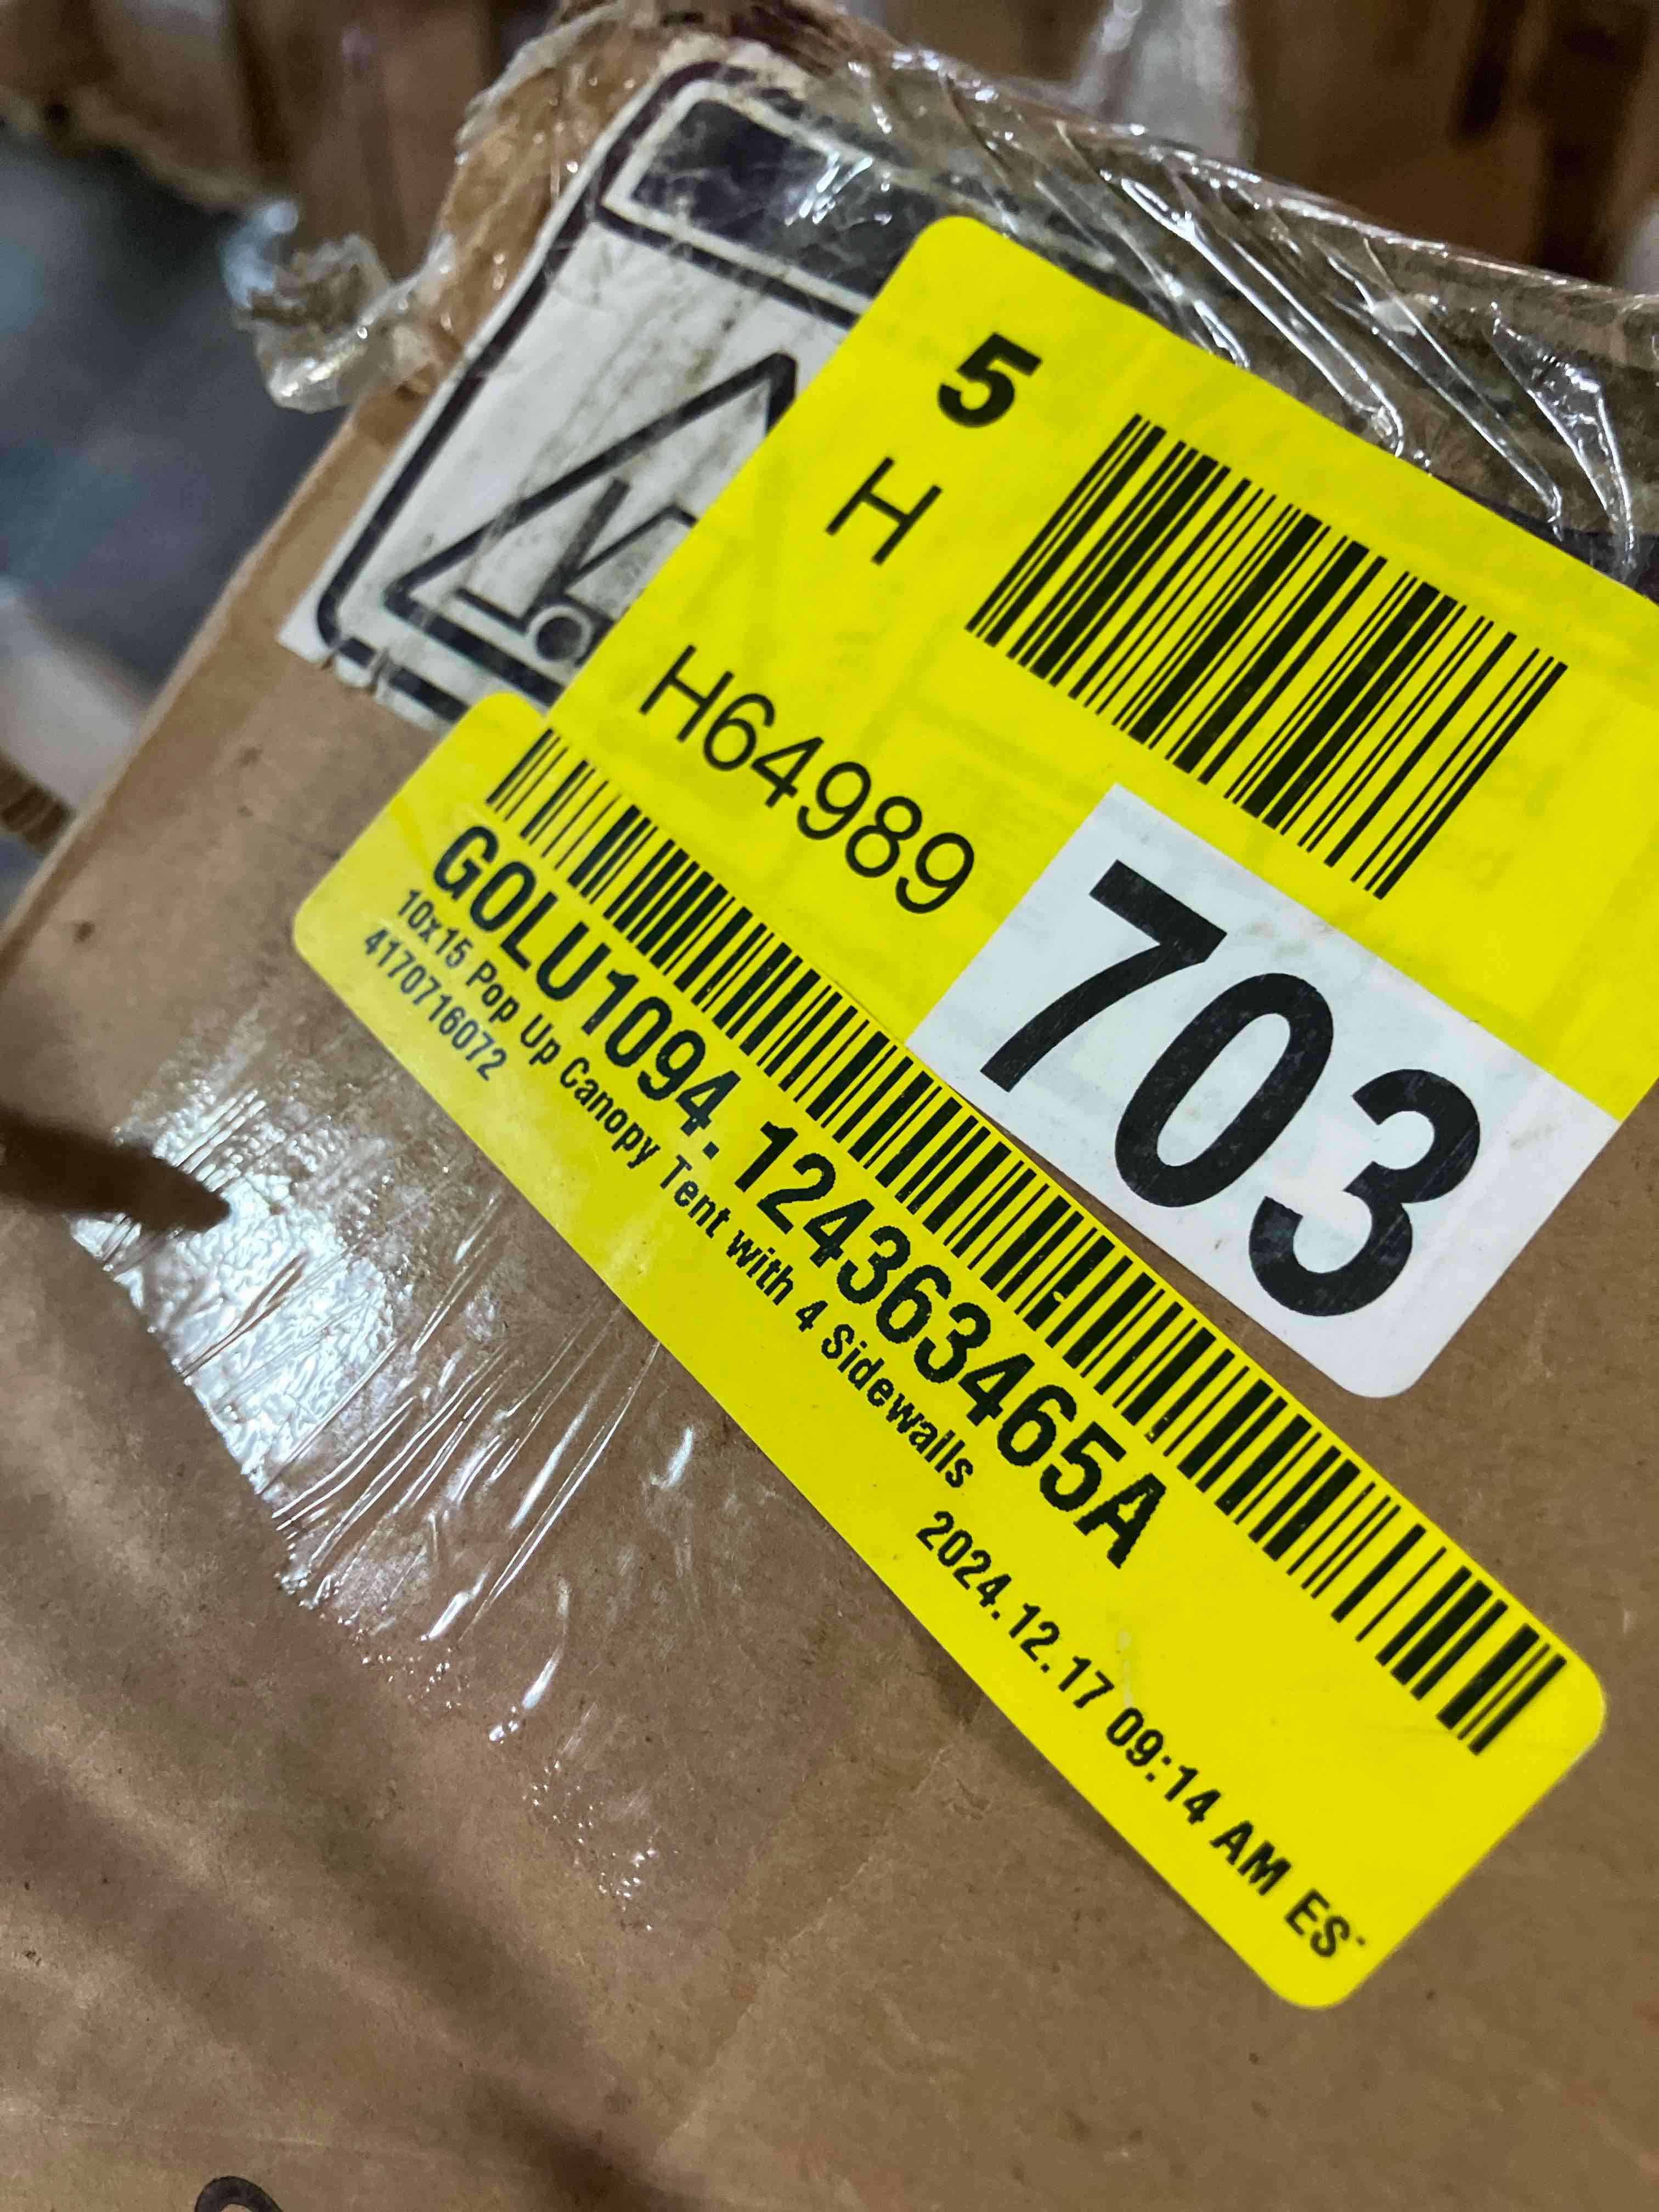 5
H
H64989
703
GOLU1094.124363465A
10x15 Pop Up Canopy Tent with 4 Sidewalls
4170716072
2024.12.17 09:14 AM ES